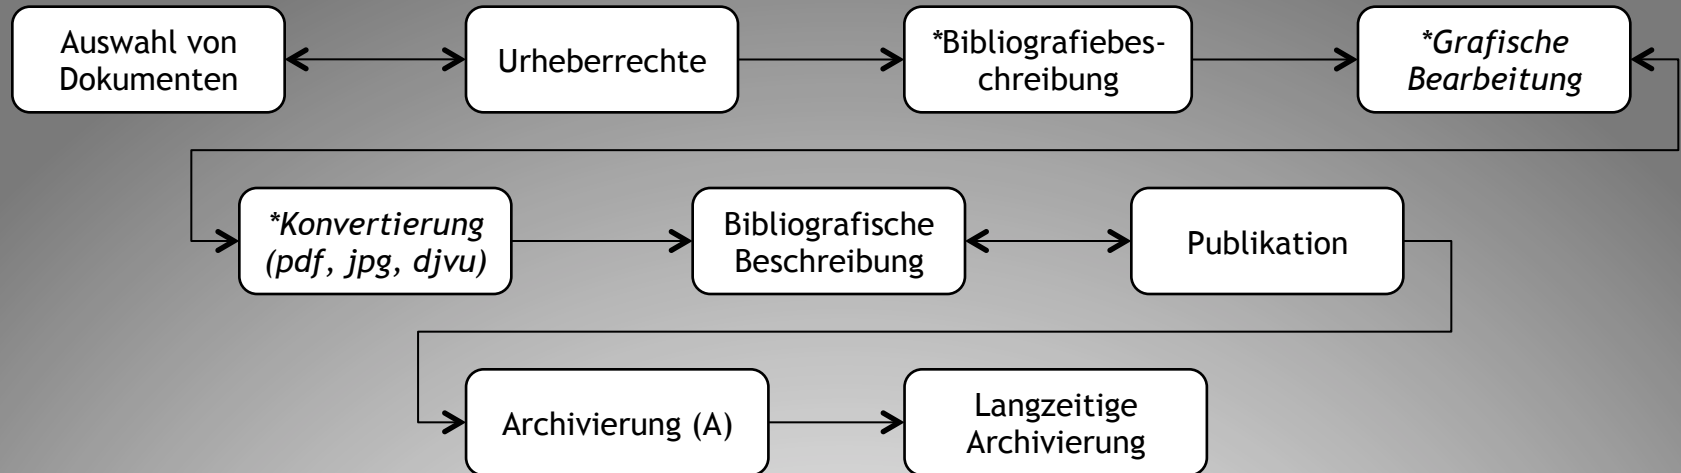 Auswahl von
Dokumenten
Urheberrechte
*Bibliografiebes-
chreibung
*Grafische
Bearbeitung
*Konvertierung
(pdf, jpg, djvu)
Bibliografische
Beschreibung
Publikation
Archivierung (A)
Langzeitige
Archivierung